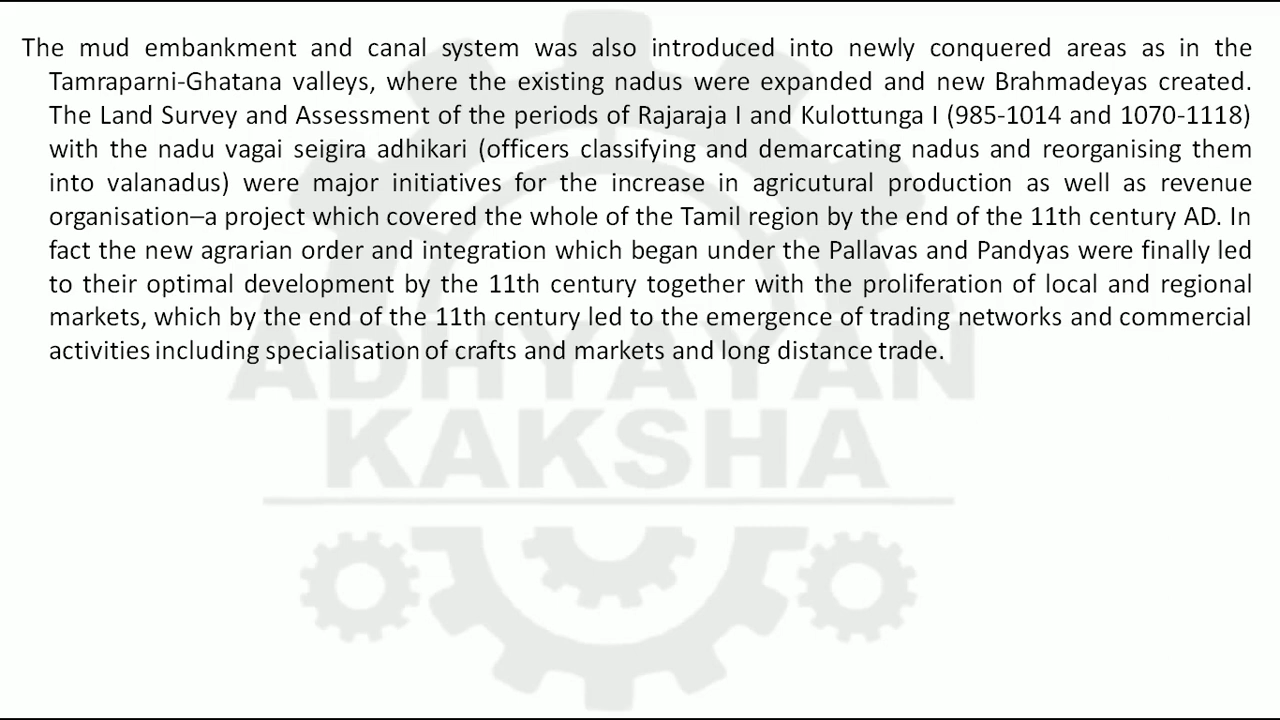 The mud embankment and canal system was also introduced into newly conquered areas as in the
Tamraparni-Ghatana valleys, where the existing nadus were expanded and new Brahmadeyas created.
The Land Survey and Assessment of the periods of Rajaraja I and Kulottunga I (985-1014 and 1070-1118)
with the nadu vagai seigira adhikari (officers classifying and demarcating nadus and reorganising them
into valanadus) were major initiatives for the increase in agricutural production as well as revenue
organisation–a project which covered the whole of the Tamil region by the end of the 11th century AD. In
fact the new agrarian order and integration which began under the Pallavas and Pandyas were finally led
to their optimal development by the 11th century together with the proliferation of local and regional
markets, which by the end of the 11th century led to the emergence of trading networks and commercial
activities including specialisation of crafts and markets and long distance trade.
ADHYAYAN
KAKSHA